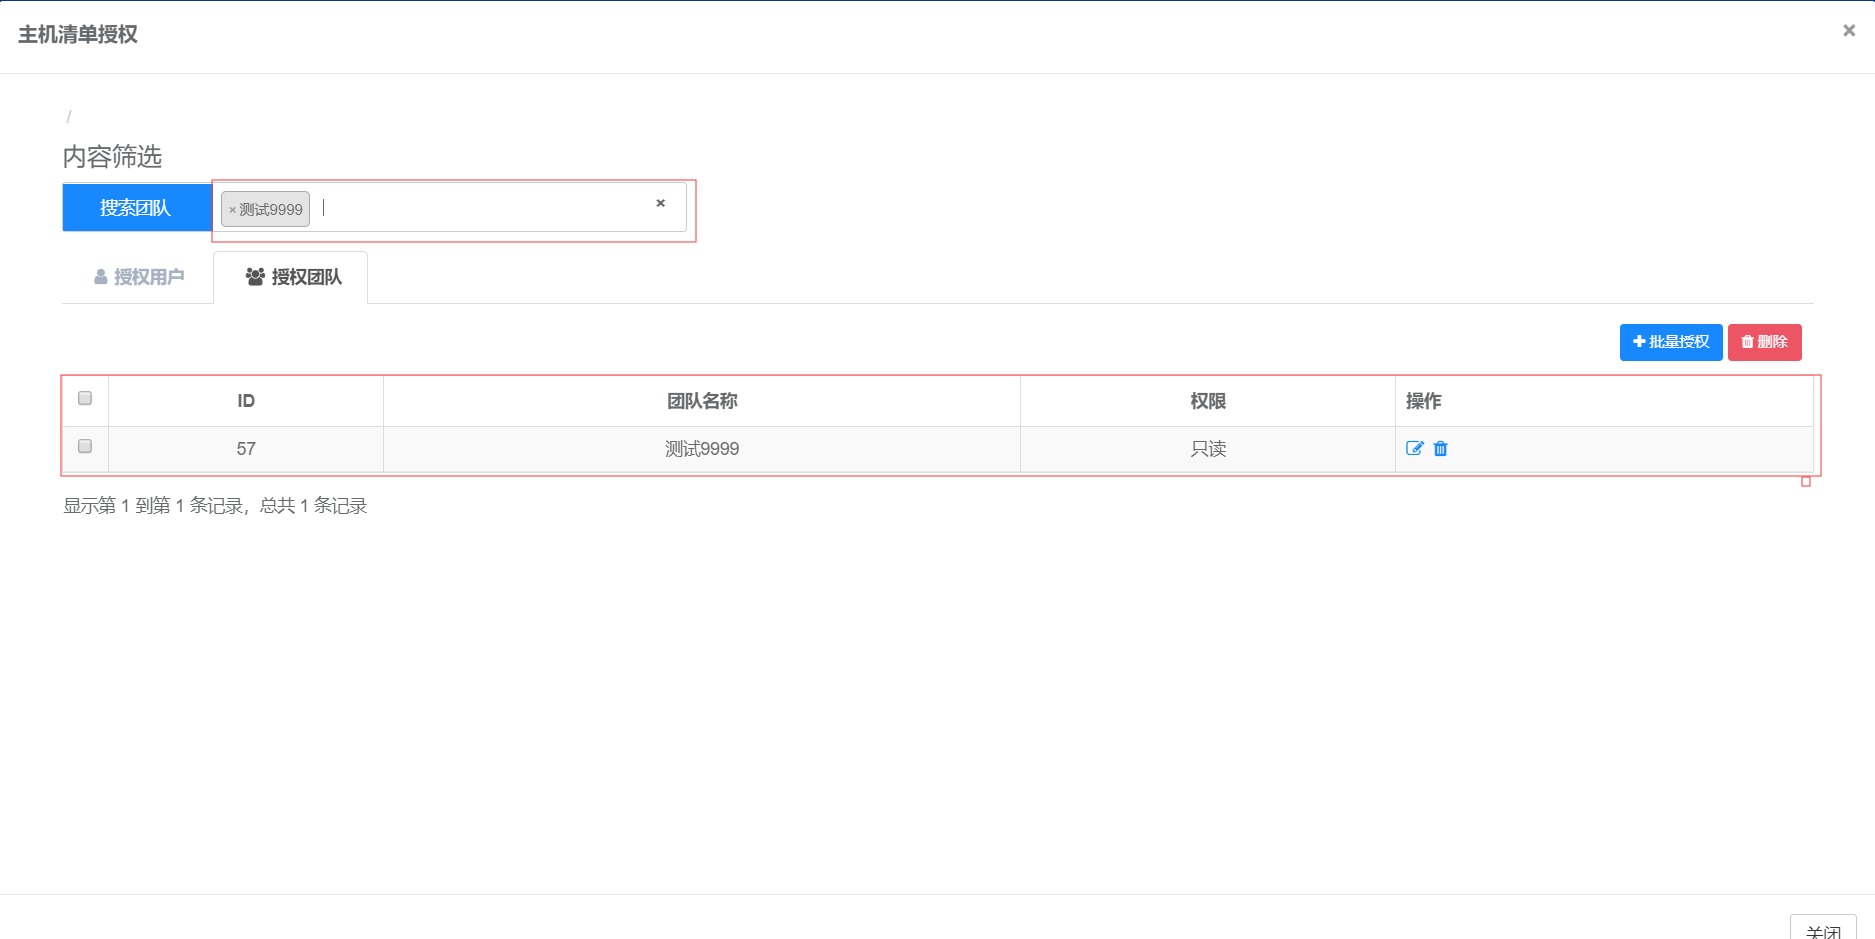 主机清单授权 ×
/
内容筛选
搜索团队 ×测试9999 ×
授权用户 授权团队
批量授权 删除
ID 团队名称 权限 操作
57 测试9999 只读
显示第 1 到第 1 条记录，总共 1 条记录
关闭